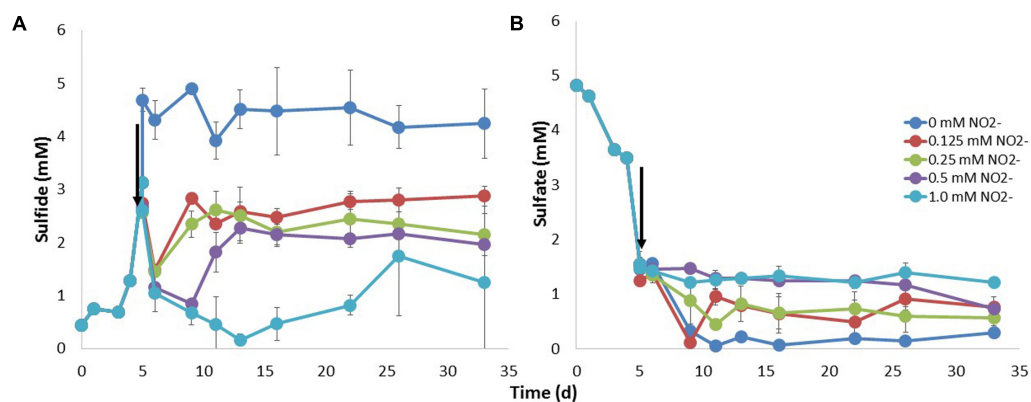 A
Sulfide (mM)
6
5
4
3
2
1
0
0 5 10 15 20 25 30 35
B
Sulfate (mM)
6
5
4
3
2
1
0
0 5 10 15 20 25 30 35
0 mM NO2-
0.125 mM NO2-
0.25 mM NO2-
0.5 mM NO2-
1.0 mM NO2-
Time (d)